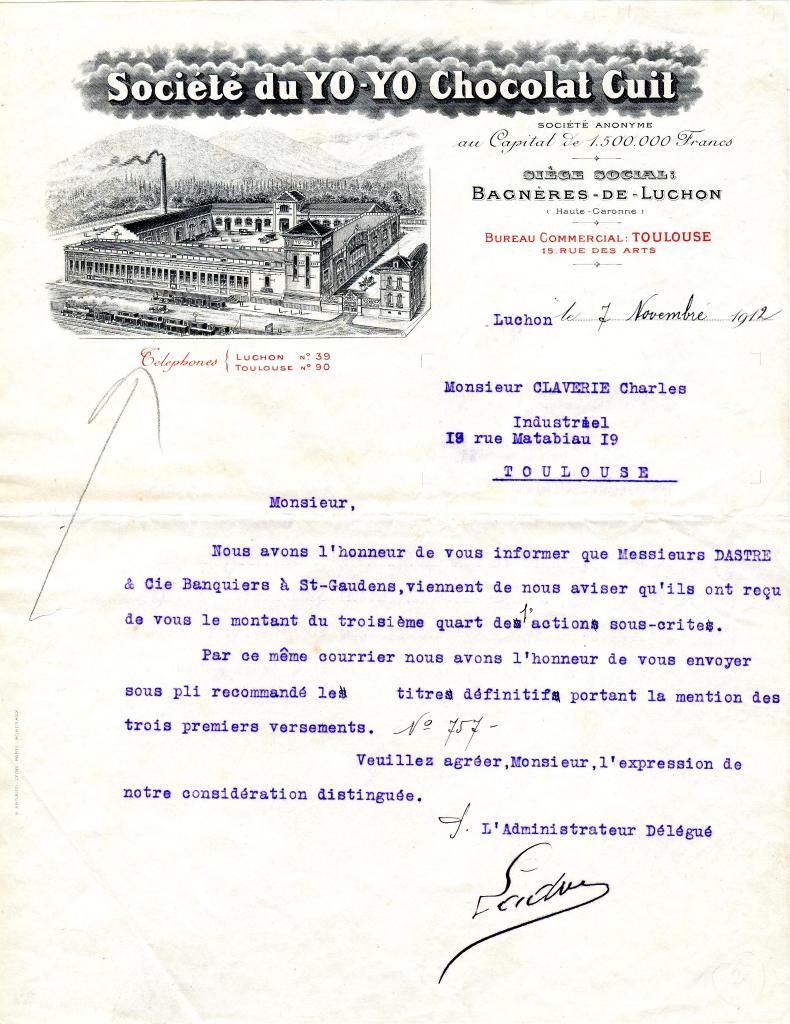 Société du YO-YO Chocolat Cuit
SOCIÉTÉ ANONYME
au Capital de 1.500.000 Francs
SIÈGE SOCIAL:
BAGNÈRES-DE-LUCHON
(Haute-Garonne)
BUREAU COMMERCIAL: TOULOUSE
15, RUE DES ARTS
Luchon le 7 Novembre 1912
Téléphones { LUCHON Nº 39
TOULOUSE Nº 90
Monsieur CLAVERIE Charles
Industriel
I9 rue Matabiau I9
TOULOUSE
Monsieur,
Nous avons l'honneur de vous informer que Messieurs DASTRE
& Cie Banquiers à St-Gaudens,viennent de nous aviser qu'ils ont reçu
de vous le montant du troisième quart de l'action sous-crite.
Par ce même courrier nous avons l'honneur de vous envoyer
sous pli recommandé le titre définitif portant la mention des
trois premiers versements. Nº 757-
Veuillez agréer,Monsieur,l'expression de
notre considération distinguée.
L'Administrateur Délégué